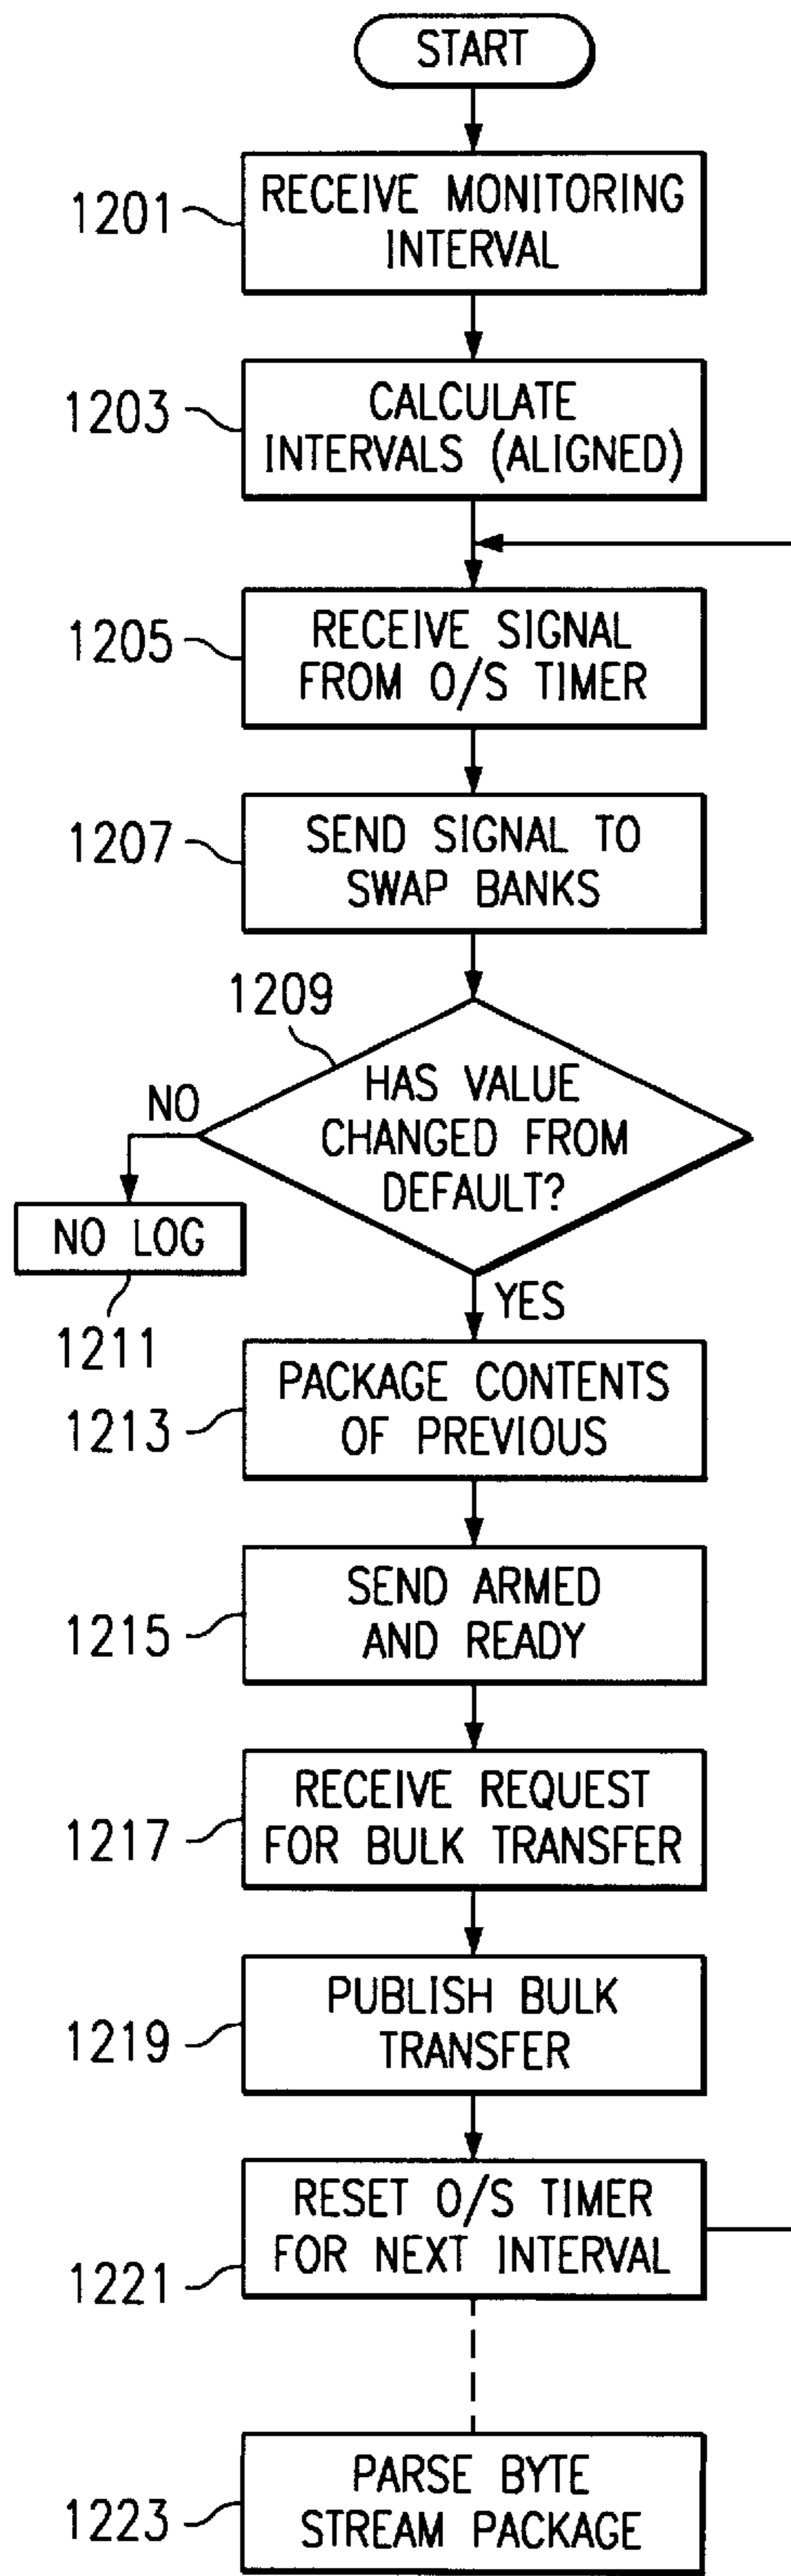 START
1201
RECEIVE MONITORING
INTERVAL
1203
CALCULATE
INTERVALS (ALIGNED)
1205
RECEIVE SIGNAL
FROM O/S TIMER
1207
SEND SIGNAL TO
SWAP BANKS
1209
HAS VALUE
CHANGED FROM
DEFAULT?
NO
NO LOG
1211
YES
1213
PACKAGE CONTENTS
OF PREVIOUS
1215
SEND ARMED
AND READY
1217
RECEIVE REQUEST
FOR BULK TRANSFER
1219
PUBLISH BULK
TRANSFER
1221
RESET O/S TIMER
FOR NEXT INTERVAL
1223
PARSE BYTE
STREAM PACKAGE